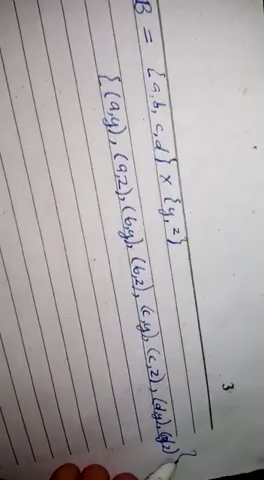 3
B = {a,b,c,d} × {y,z}
{(a,y), (a,z), (b,y), (b,z), (c,y), (c,z), (d,y), (d,z)}